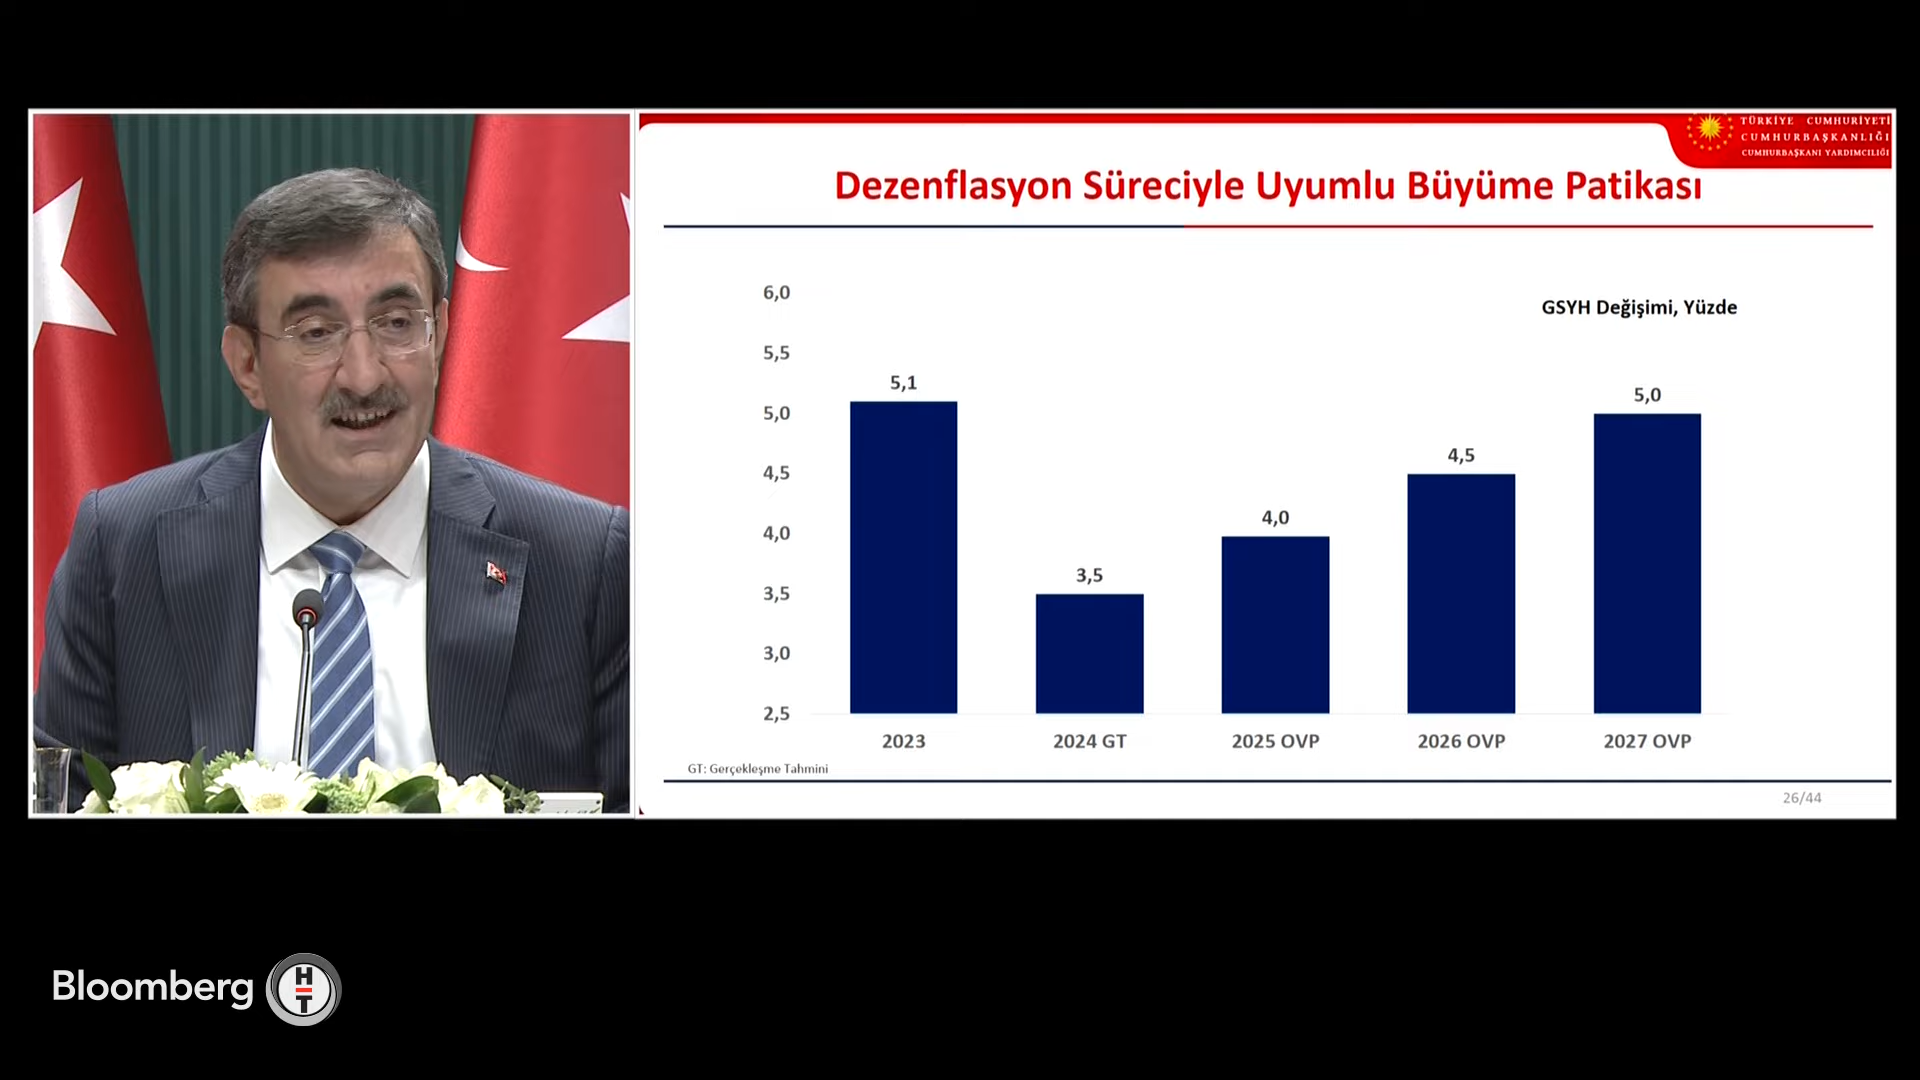 TÜRKİYE CUMHURİYETİ
CUMHURBAŞKANLIĞI
CUMHURBAŞKANI YARDIMCILIĞI
Dezenflasyon Süreciyle Uyumlu Büyüme Patikası
GSYH Değişimi, Yüzde
6,0
5,5
5,0
4,5
4,0
3,5
3,0
2,5
5,1
3,5
4,0
4,5
5,0
2023
2024 GT
2025 OVP
2026 OVP
2027 OVP
GT: Gerçekleşme Tahmini
26/44
Bloomberg
HT